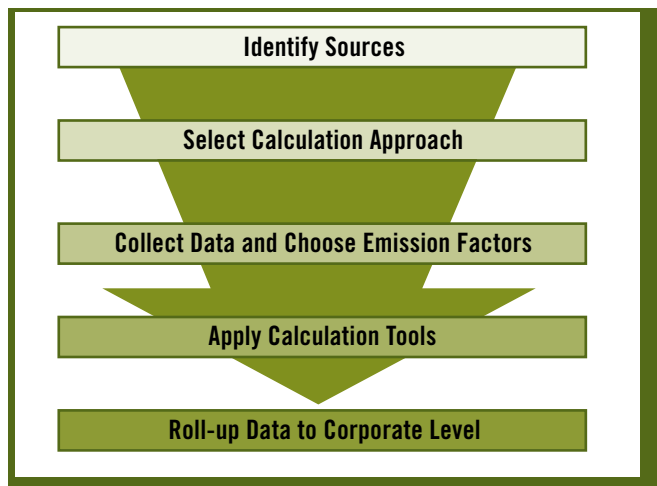 Identify Sources
Select Calculation Approach
Collect Data and Choose Emission Factors
Apply Calculation Tools
Roll-up Data to Corporate Level